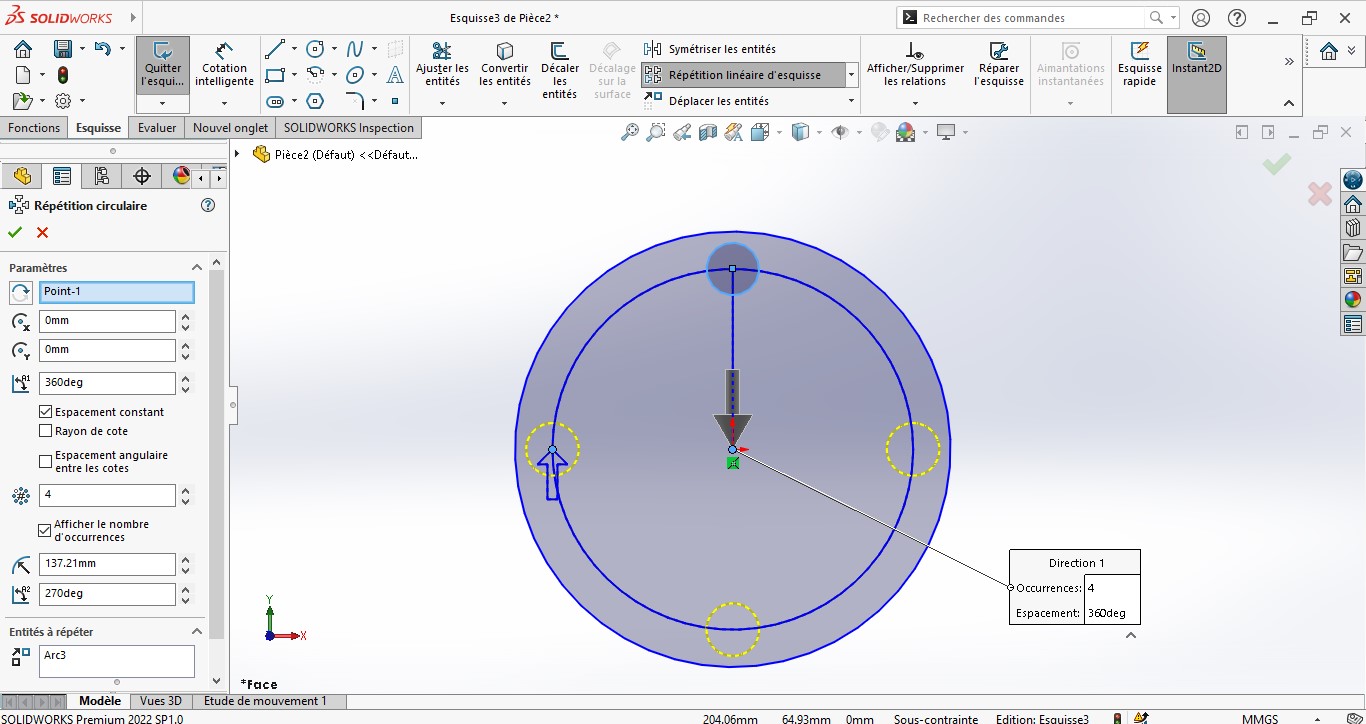 SOLIDWORKS
Esquisse3 de Pièce2 *
Rechercher des commandes
Quitter l'esqui...
Cotation intelligente
Ajuster les entités
Convertir les entités
Décaler les entités
Décalage sur la surface
Symétriser les entités
Répétition linéaire d'esquisse
Déplacer les entités
Afficher/Supprimer les relations
Réparer l'esquisse
Aimantations instantanées
Esquisse rapide
Instant2D
Fonctions
Esquisse
Evaluer
Nouvel onglet
SOLIDWORKS Inspection
Pièce2 (Défaut) <<Défaut...
Répétition circulaire
Paramètres
Point-1
0mm
0mm
360deg
Espacement constant
Rayon de cote
Espacement angulaire
entre les cotes
4
Afficher le nombre
d'occurrences
137.21mm
270deg
Entités à répéter
Arc3
Direction 1
Occurrences: 4
Espacement: 360deg
Y
X
*Face
Modèle
Vues 3D
Etude de mouvement 1
SOLIDWORKS Premium 2022 SP1.0
204.06mm
64.93mm
0mm
Sous-contrainte
Edition: Esquisse3
MMGS